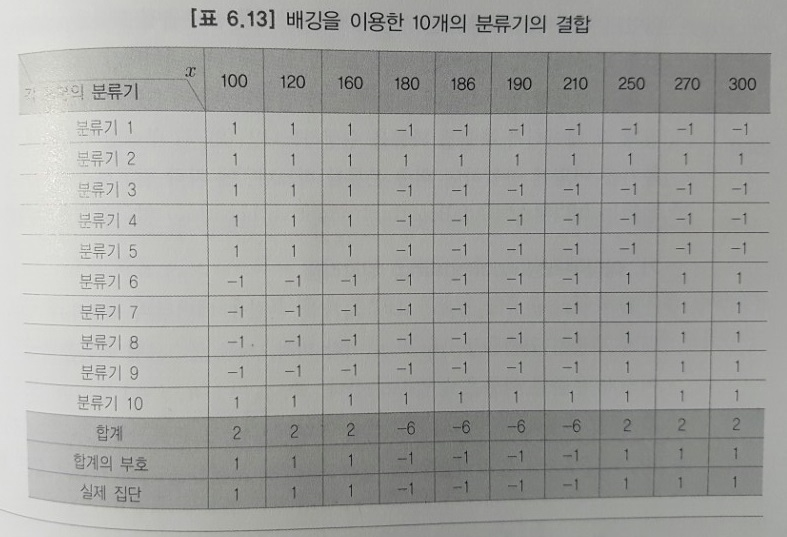 [표 6.13] 배깅을 이용한 10개의 분류기의 결합
x 100 120 160 180 186 190 210 250 270 300
분류기
분류기 1 1 1 1 -1 -1 -1 -1 -1 -1 -1
분류기 2 1 1 1 1 1 1 1 1 1 1
분류기 3 1 1 1 -1 -1 -1 -1 -1 -1 -1
분류기 4 1 1 1 -1 -1 -1 -1 -1 -1 -1
분류기 5 1 1 1 -1 -1 -1 -1 -1 -1 -1
분류기 6 -1 -1 -1 -1 -1 -1 -1 1 1 1
분류기 7 -1 -1 -1 -1 -1 -1 -1 1 1 1
분류기 8 -1 -1 -1 -1 -1 -1 -1 1 1 1
분류기 9 -1 -1 -1 -1 -1 -1 -1 1 1 1
분류기 10 1 1 1 1 1 1 1 1 1 1
합계 2 2 2 -6 -6 -6 -6 2 2 2
합계의 부호 1 1 1 -1 -1 -1 -1 1 1 1
실제 집단 1 1 1 -1 -1 -1 -1 1 1 1